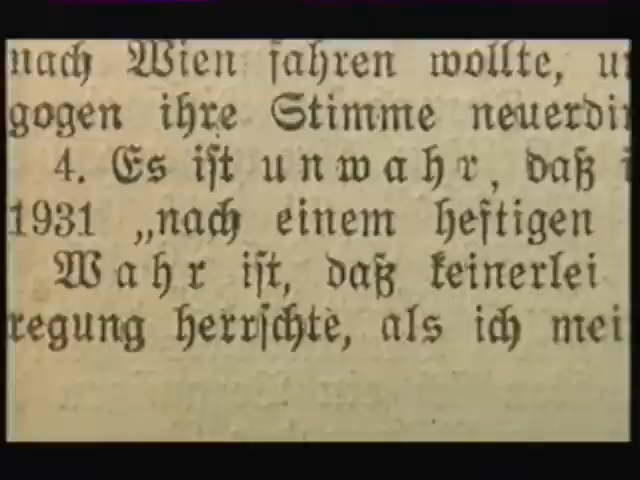 nach Wien fahren wollte, u
gogen ihre Stimme neuerdin
4. Es ist unwahr, daß i
1931 „nach einem heftigen
Wahr ist, daß keinerlei
regung herrschte, als ich mei